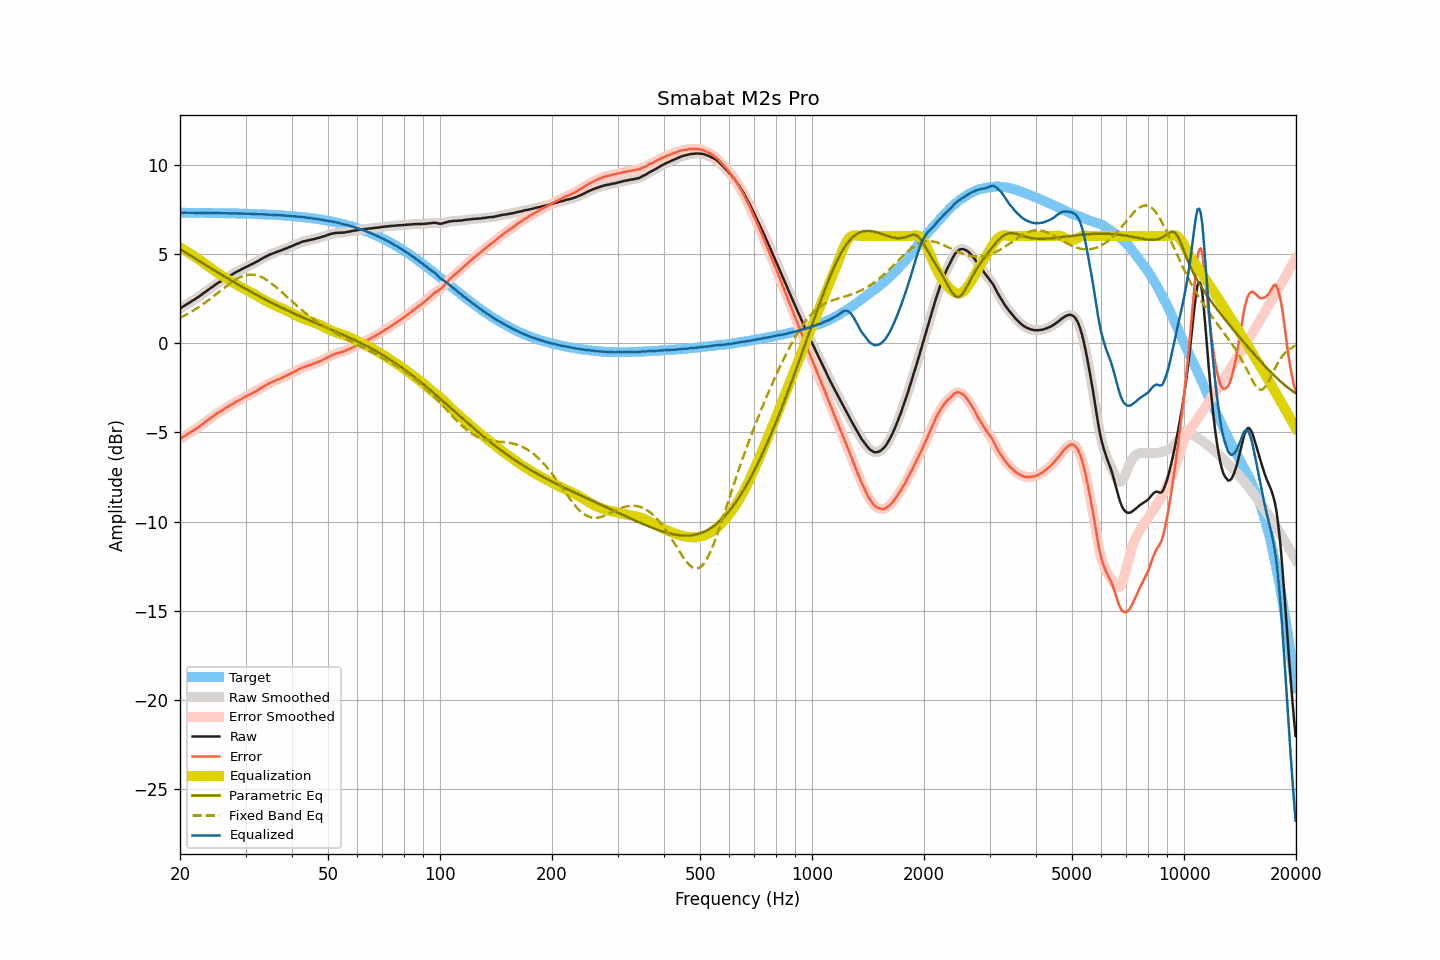 Smabat M2s Pro
Amplitude (dBr)
10
5
0
−5
−10
−15
−20
−25
Target
Raw Smoothed
Error Smoothed
Raw
Error
Equalization
Parametric Eq
Fixed Band Eq
Equalized
20 50 100 200 500 1000 2000 5000 10000 20000
Frequency (Hz)